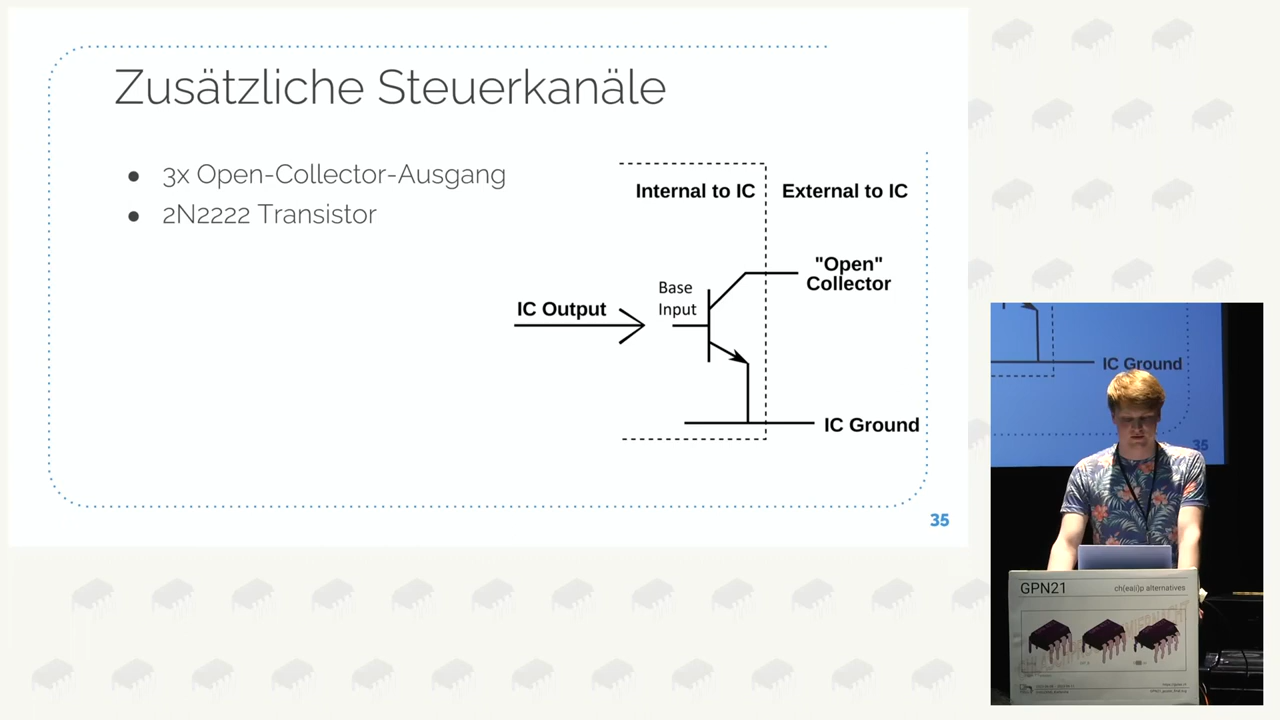 Zusätzliche Steuerkanäle
● 3x Open-Collector-Ausgang
● 2N2222 Transistor
Internal to IC
External to IC
"Open"
Collector
Base
Input
IC Output
IC Ground
35
IC Ground
35
GPN21
ch(ea|i)p alternatives